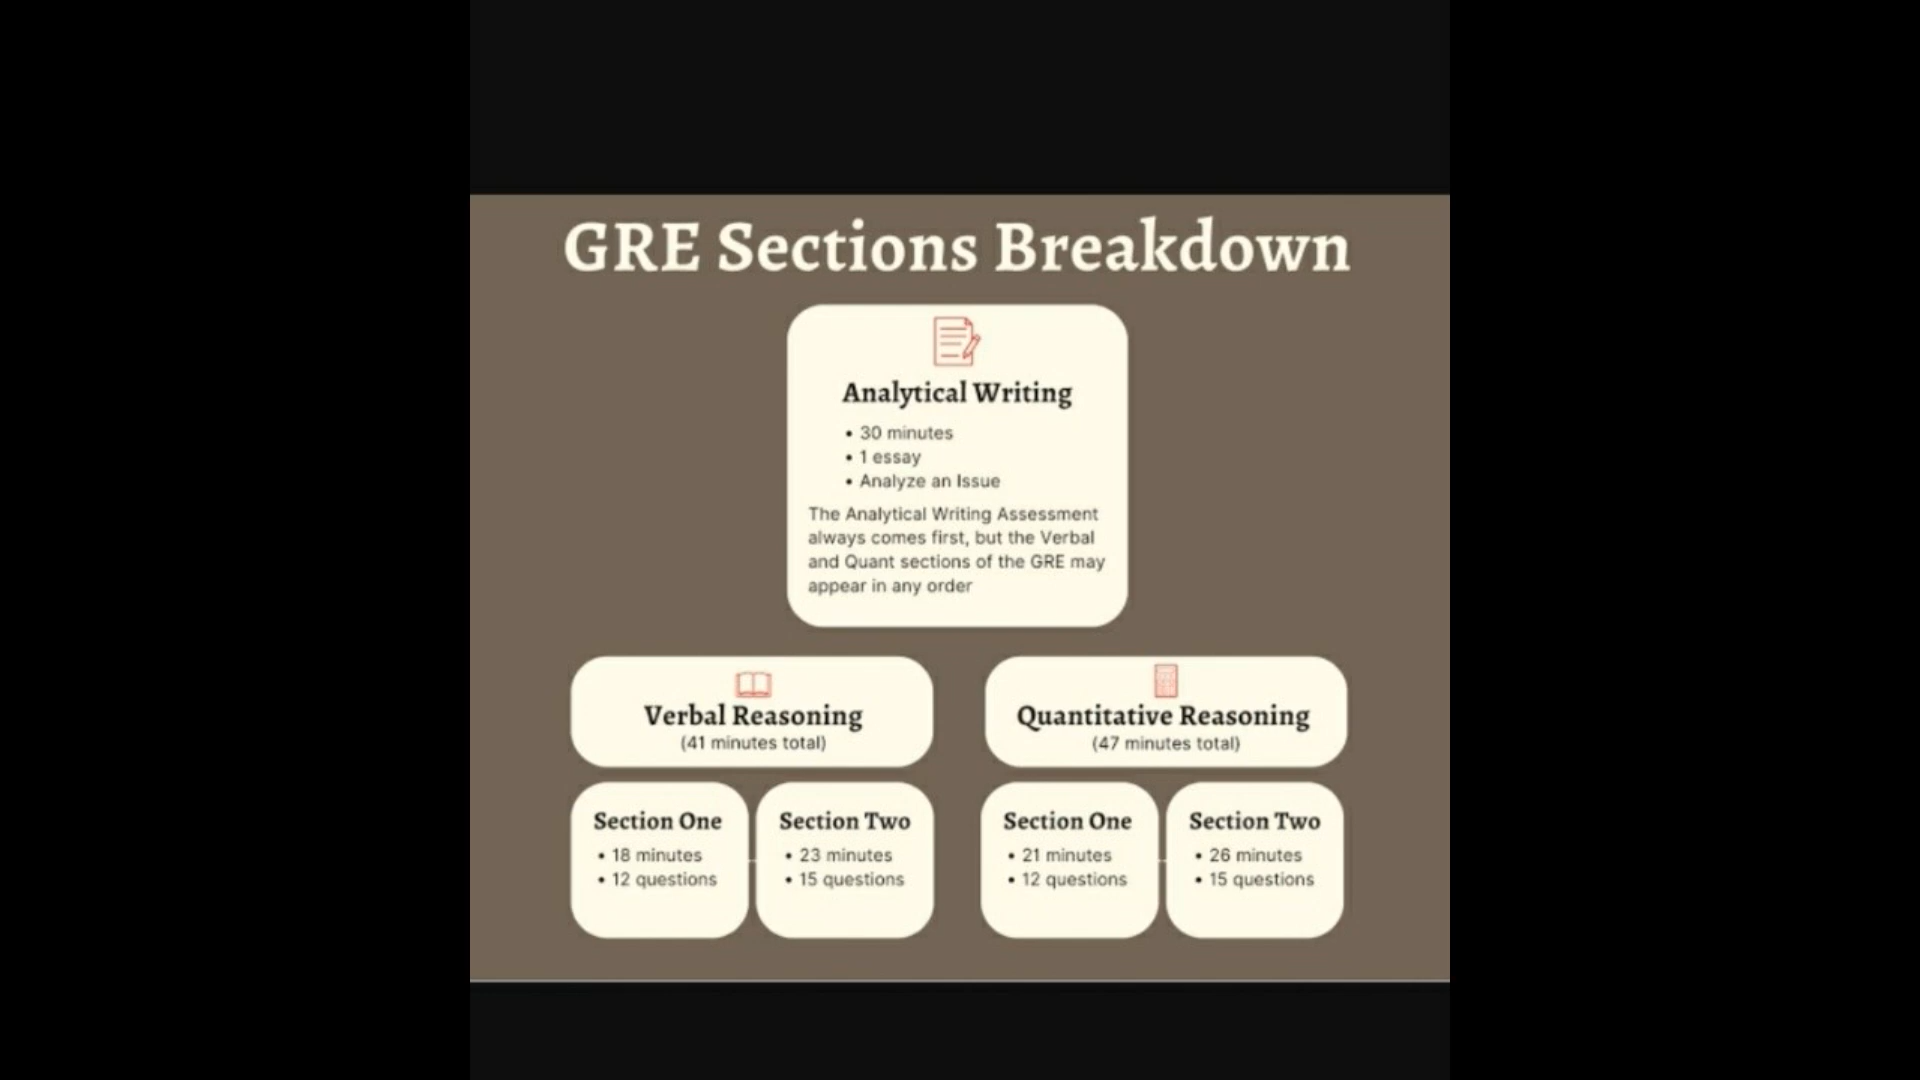 GRE Sections Breakdown
Analytical Writing
• 30 minutes
• 1 essay
• Analyze an Issue
The Analytical Writing Assessment
always comes first, but the Verbal
and Quant sections of the GRE may
appear in any order
Verbal Reasoning
(41 minutes total)
Section One
• 18 minutes
• 12 questions
Section Two
• 23 minutes
• 15 questions
Quantitative Reasoning
(47 minutes total)
Section One
• 21 minutes
• 12 questions
Section Two
• 26 minutes
• 15 questions